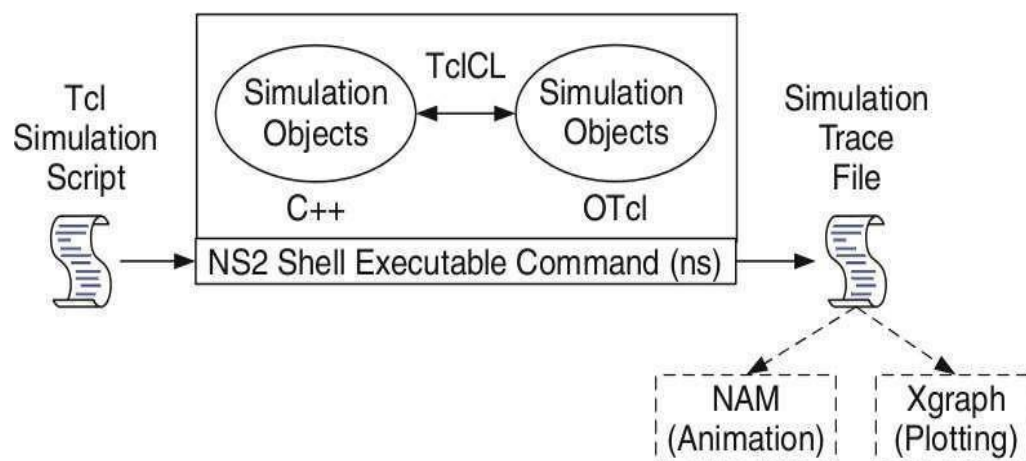 Tcl
Simulation
Script
TclCL
Simulation
Objects
Simulation
Objects
C++
OTcl
NS2 Shell Executable Command (ns)
Simulation
Trace
File
NAM
(Animation)
Xgraph
(Plotting)